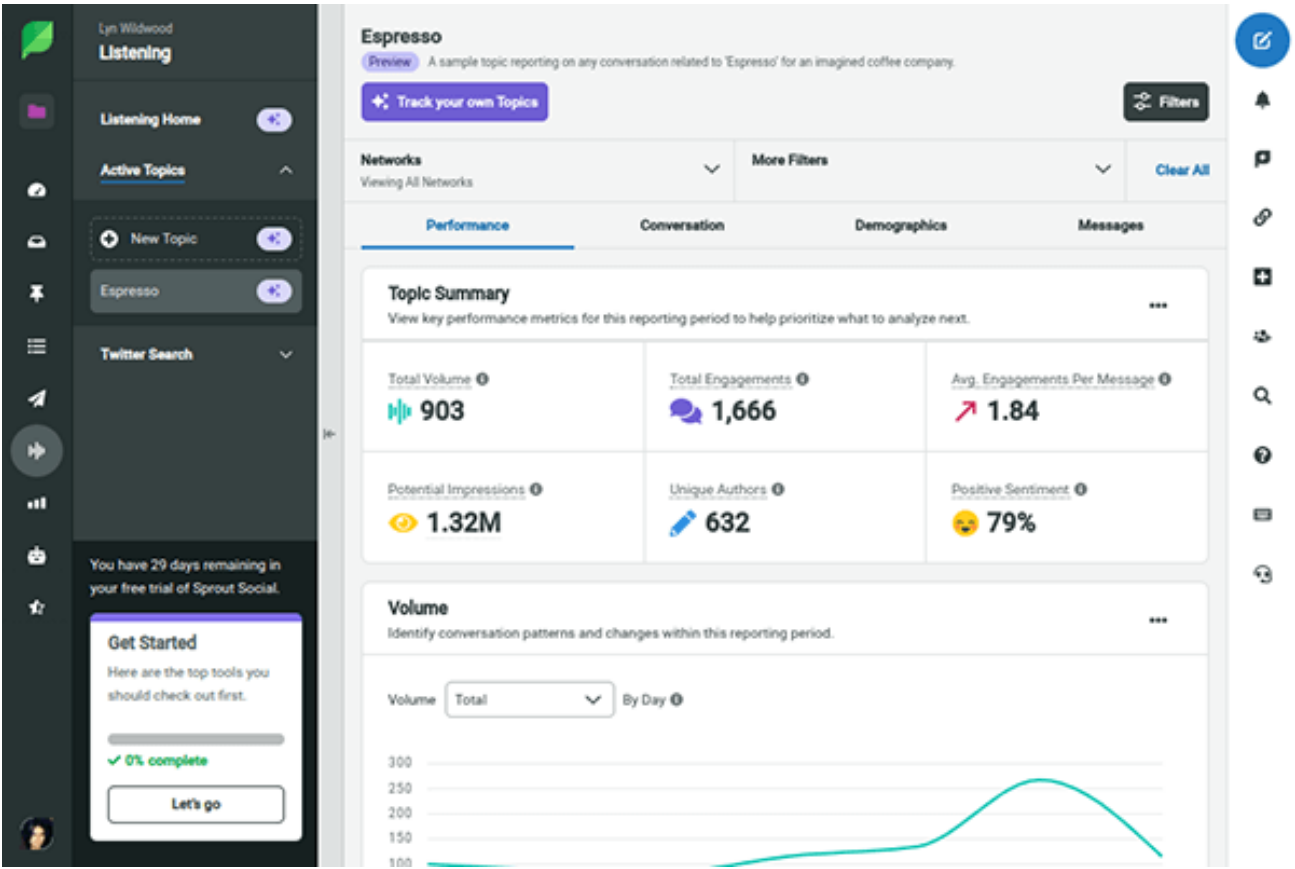 Lyn Wildwood
Listening
Listening Home
Active Topics
New Topic
Espresso
Twitter Search
You have 29 days remaining in
your free trial of Sprout Social.
Get Started
Here are the top tools you
should check out first.
0% complete
Let's go
Espresso
Preview A sample topic reporting on any conversation related to 'Espresso' for an imagined coffee company.
Track your own Topics
Filters
Networks
Viewing All Networks
More Filters
Clear All
Performance Conversation Demographics Messages
Topic Summary
View key performance metrics for this reporting period to help prioritize what to analyze next.
Total Volume
903
Total Engagements
1,666
Avg. Engagements Per Message
1.84
Potential Impressions
1.32M
Unique Authors
632
Positive Sentiment
79%
Volume
Identify conversation patterns and changes within this reporting period.
Volume Total By Day
300
250
200
150
100